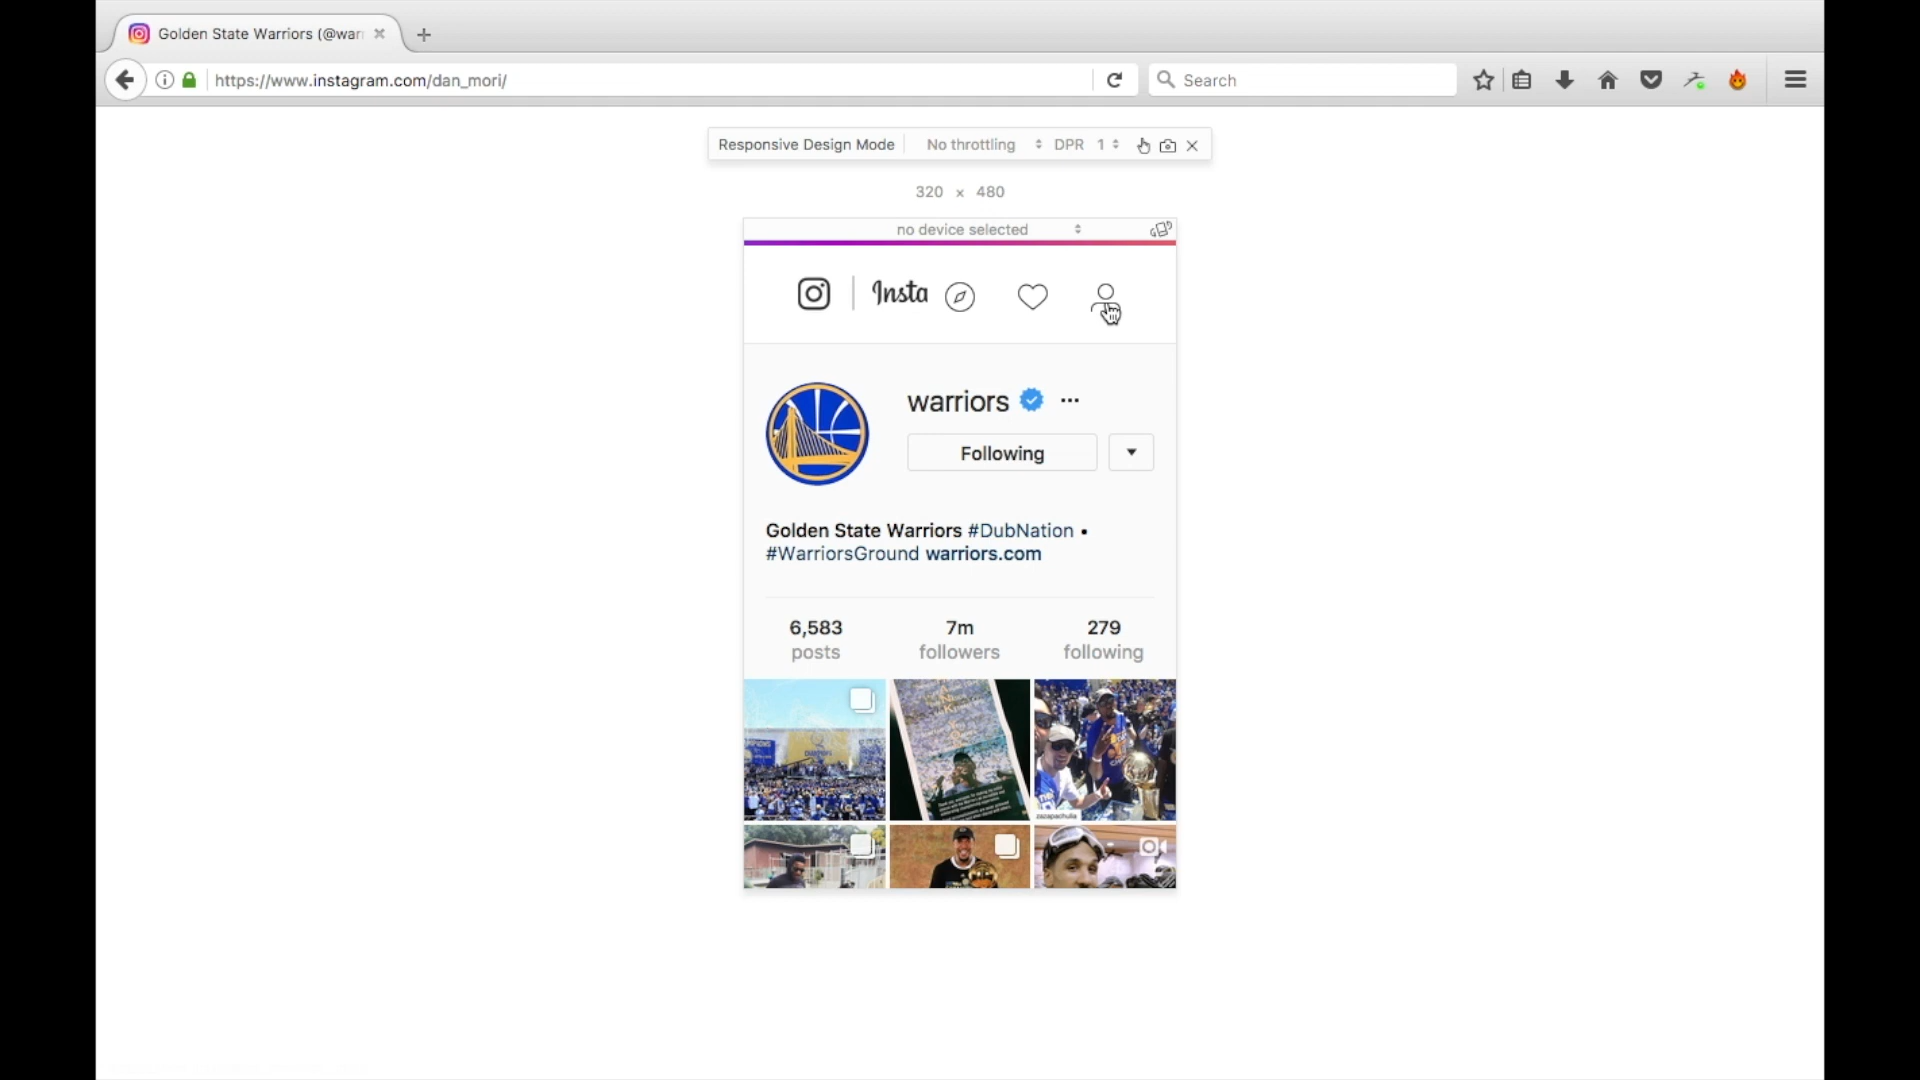 Golden State Warriors (@warr
https://www.instagram.com/dan_mori/
Search
Responsive Design Mode
No throttling
DPR 1
320 × 480
no device selected
Insta
warriors
Following
Golden State Warriors #DubNation •
#WarriorsGround warriors.com
6,583 7m 279
posts followers following
zazapachulia